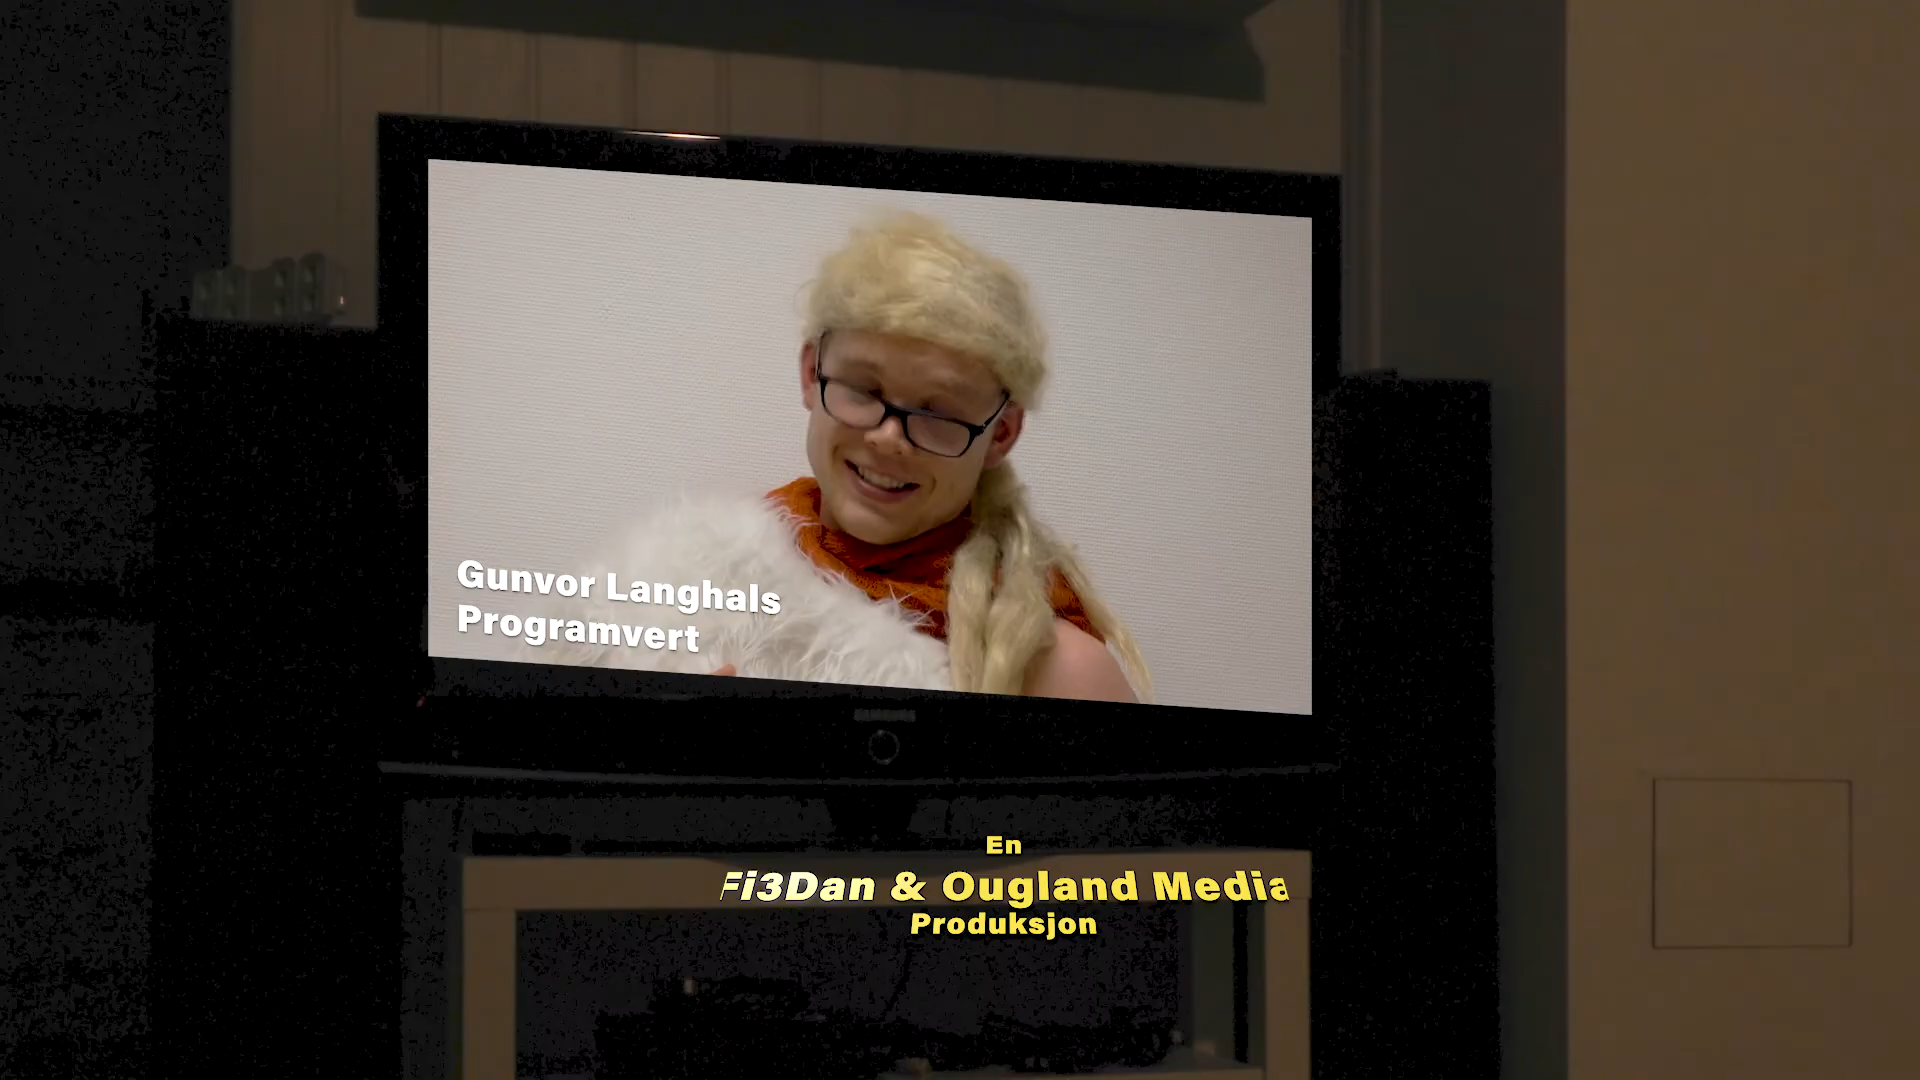 Gunvor Langhals
Programvert
En
Fi3Dan & Ougland Media
Produksjon